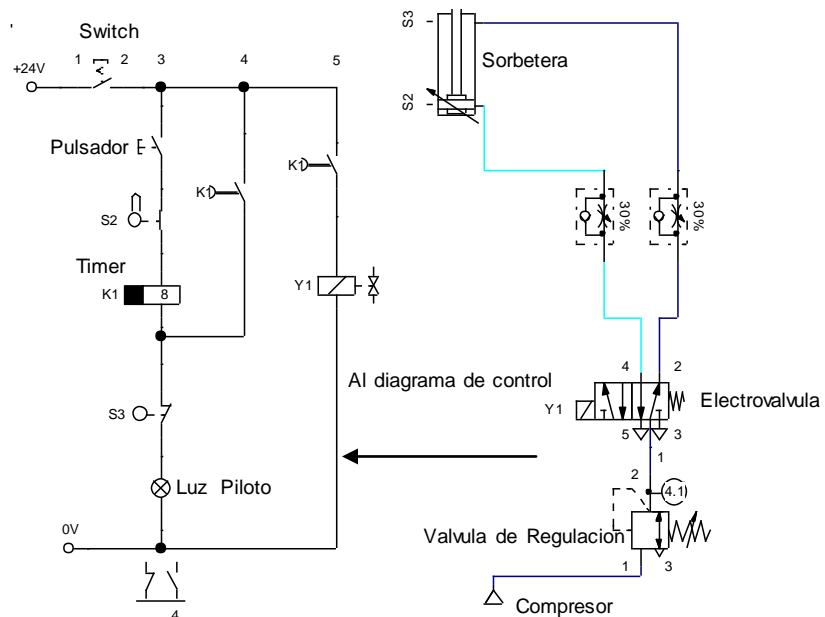 Switch
+24V
1 2 3 4 5
Pulsador
K1
K1
S2
Timer
K1 8
Y1
S3
Luz Piloto
0V
4
S3
Sorbetera
S2
30%
30%
Al diagrama de control
4 2
Y1
Electrovalvula
5 3
1
2
4.1
Valvula de Regulacion
1 3
Compresor